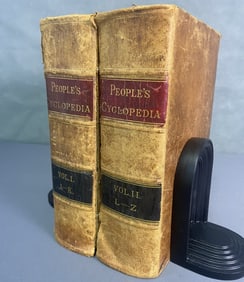 PEOPLE'S
CYCLOPEDIA
VOL. I.
A-K.
PEOPLE'S
CYCLOPEDIA
VOL. II.
L-Z